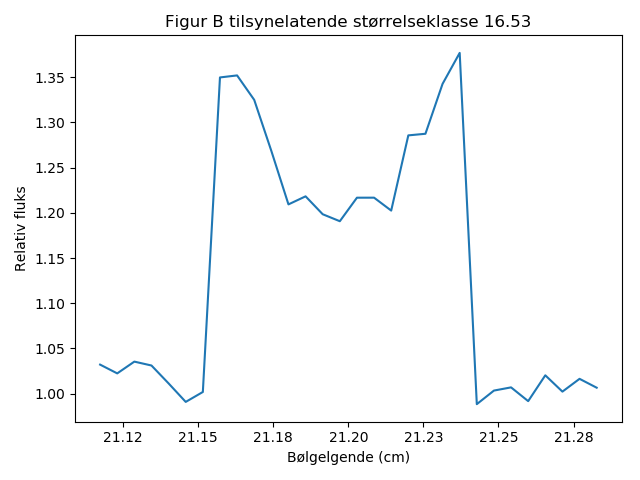 Figur B tilsynelatende størrelseklasse 16.53
Relativ fluks
1.35
1.30
1.25
1.20
1.15
1.10
1.05
1.00
21.12 21.15 21.18 21.20 21.23 21.25 21.28
Bølgelgende (cm)